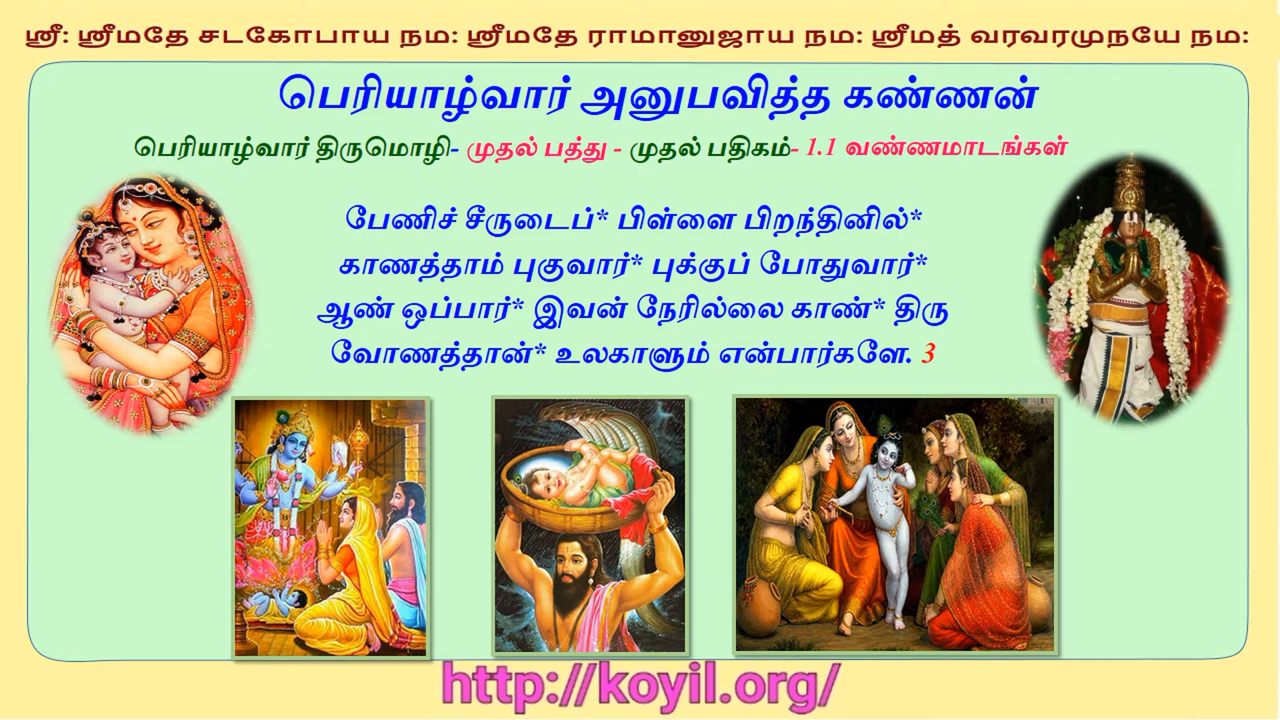 ஸ்ரீ: ஸ்ரீமதே சடகோபாய நம: ஸ்ரீமதே ராமானுஜாய நம: ஸ்ரீமத் வரவரமுநயே நம:
பெரியாழ்வார் அனுபவித்த கண்ணன்
பெரியாழ்வார் திருமொழி- முதல் பத்து - முதல் பதிகம்- 1.1 வண்ணமாடங்கள்
பேணிச் சீருடைப்* பிள்ளை பிறந்தினில்*
காணத்தாம் புகுவார்* புக்குப் போதுவார்*
ஆண் ஒப்பார்* இவன் நேரில்லை காண்* திரு
வோணத்தான்* உலகாளும் என்பார்களே. 3
http://koyil.org/